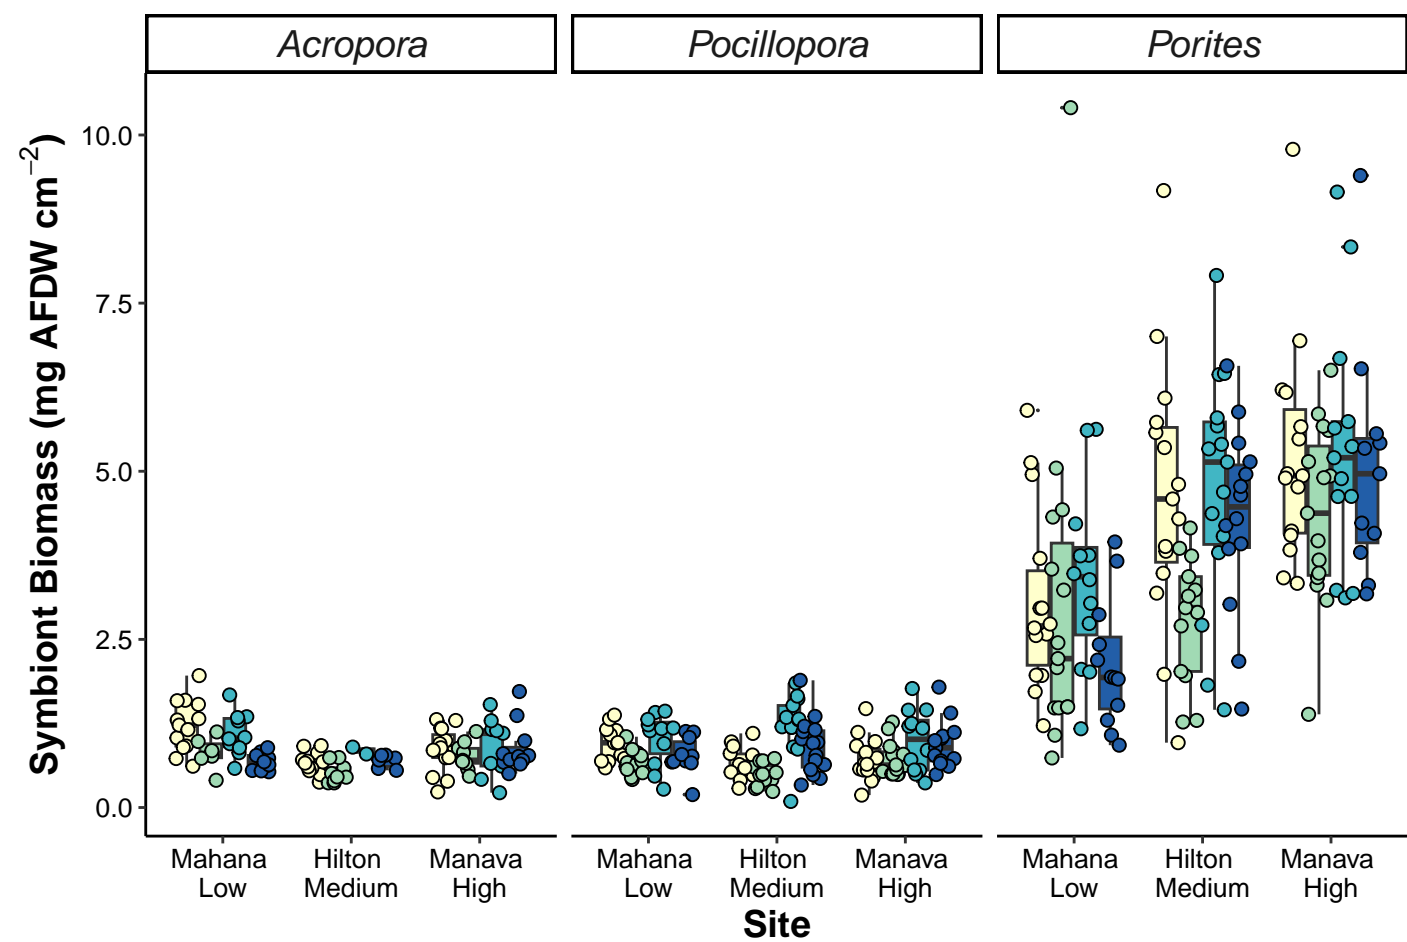 Acropora
Pocillopora
Porites
Symbiont Biomass (mg AFDW cm⁻²)
10.0
7.5
5.0
2.5
0.0
Mahana Low
Hilton Medium
Manava High
Mahana Low
Hilton Medium
Manava High
Mahana Low
Hilton Medium
Manava High
Site